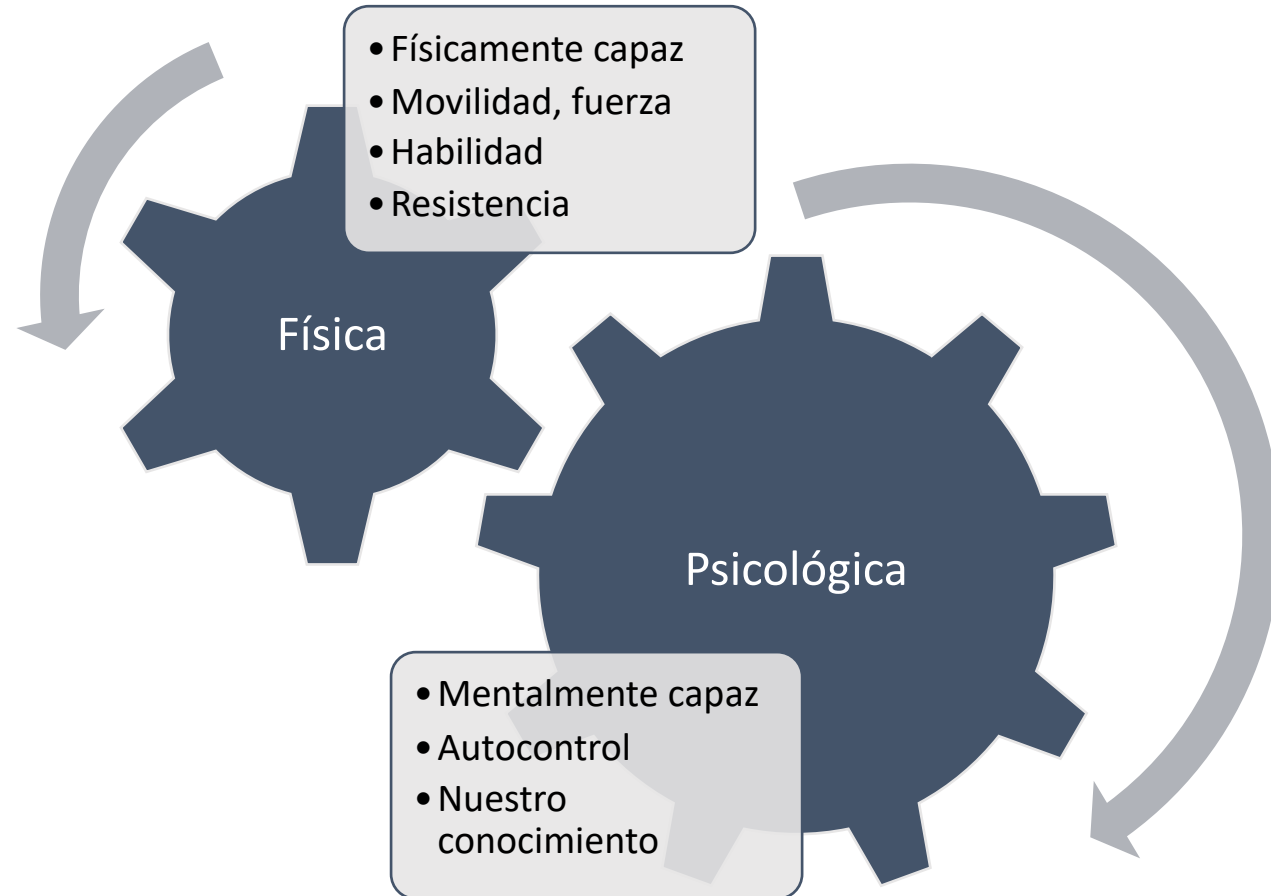 • Físicamente capaz
• Movilidad, fuerza
• Habilidad
• Resistencia
Física
Psicológica
• Mentalmente capaz
• Autocontrol
• Nuestro
conocimiento